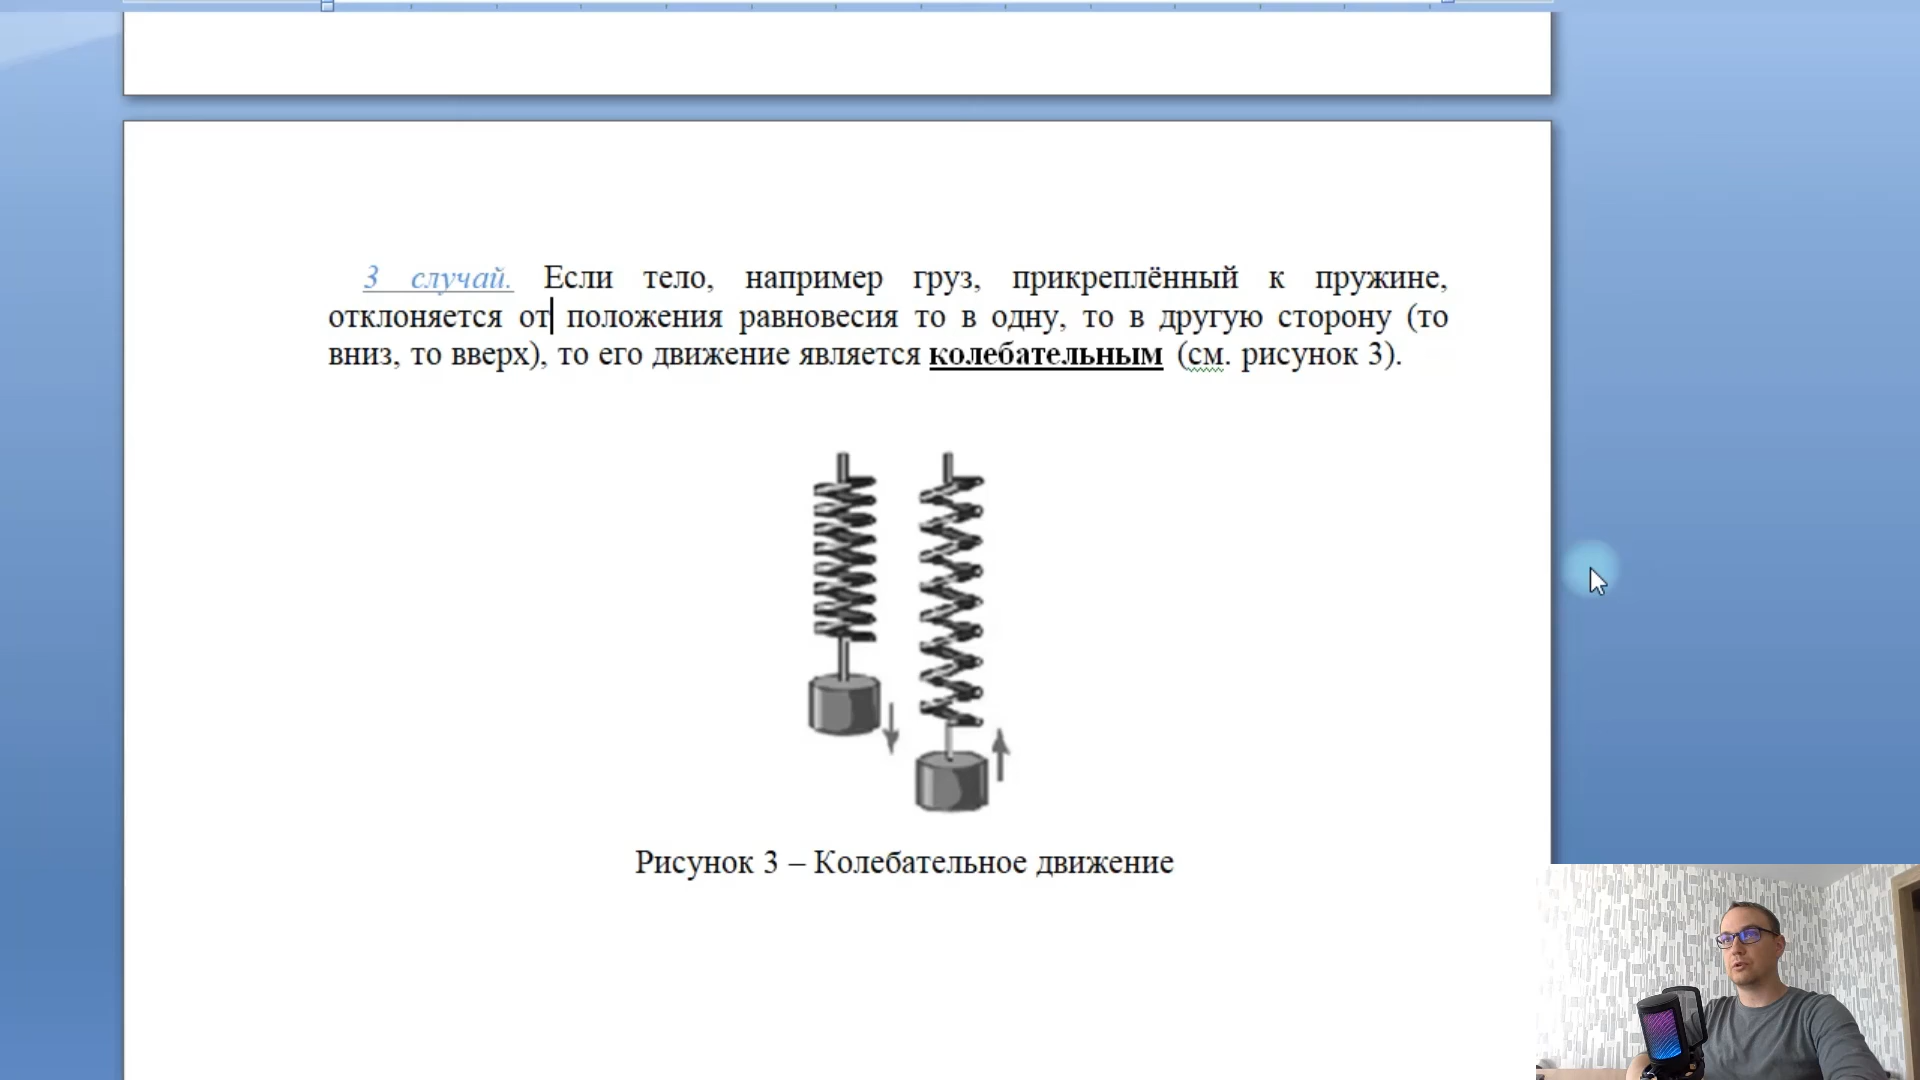 3 случай. Если тело, например груз, прикреплённый к пружине,
отклоняется от положения равновесия то в одну, то в другую сторону (то
вниз, то вверх), то его движение является колебательным (см. рисунок 3).
Рисунок 3 – Колебательное движение